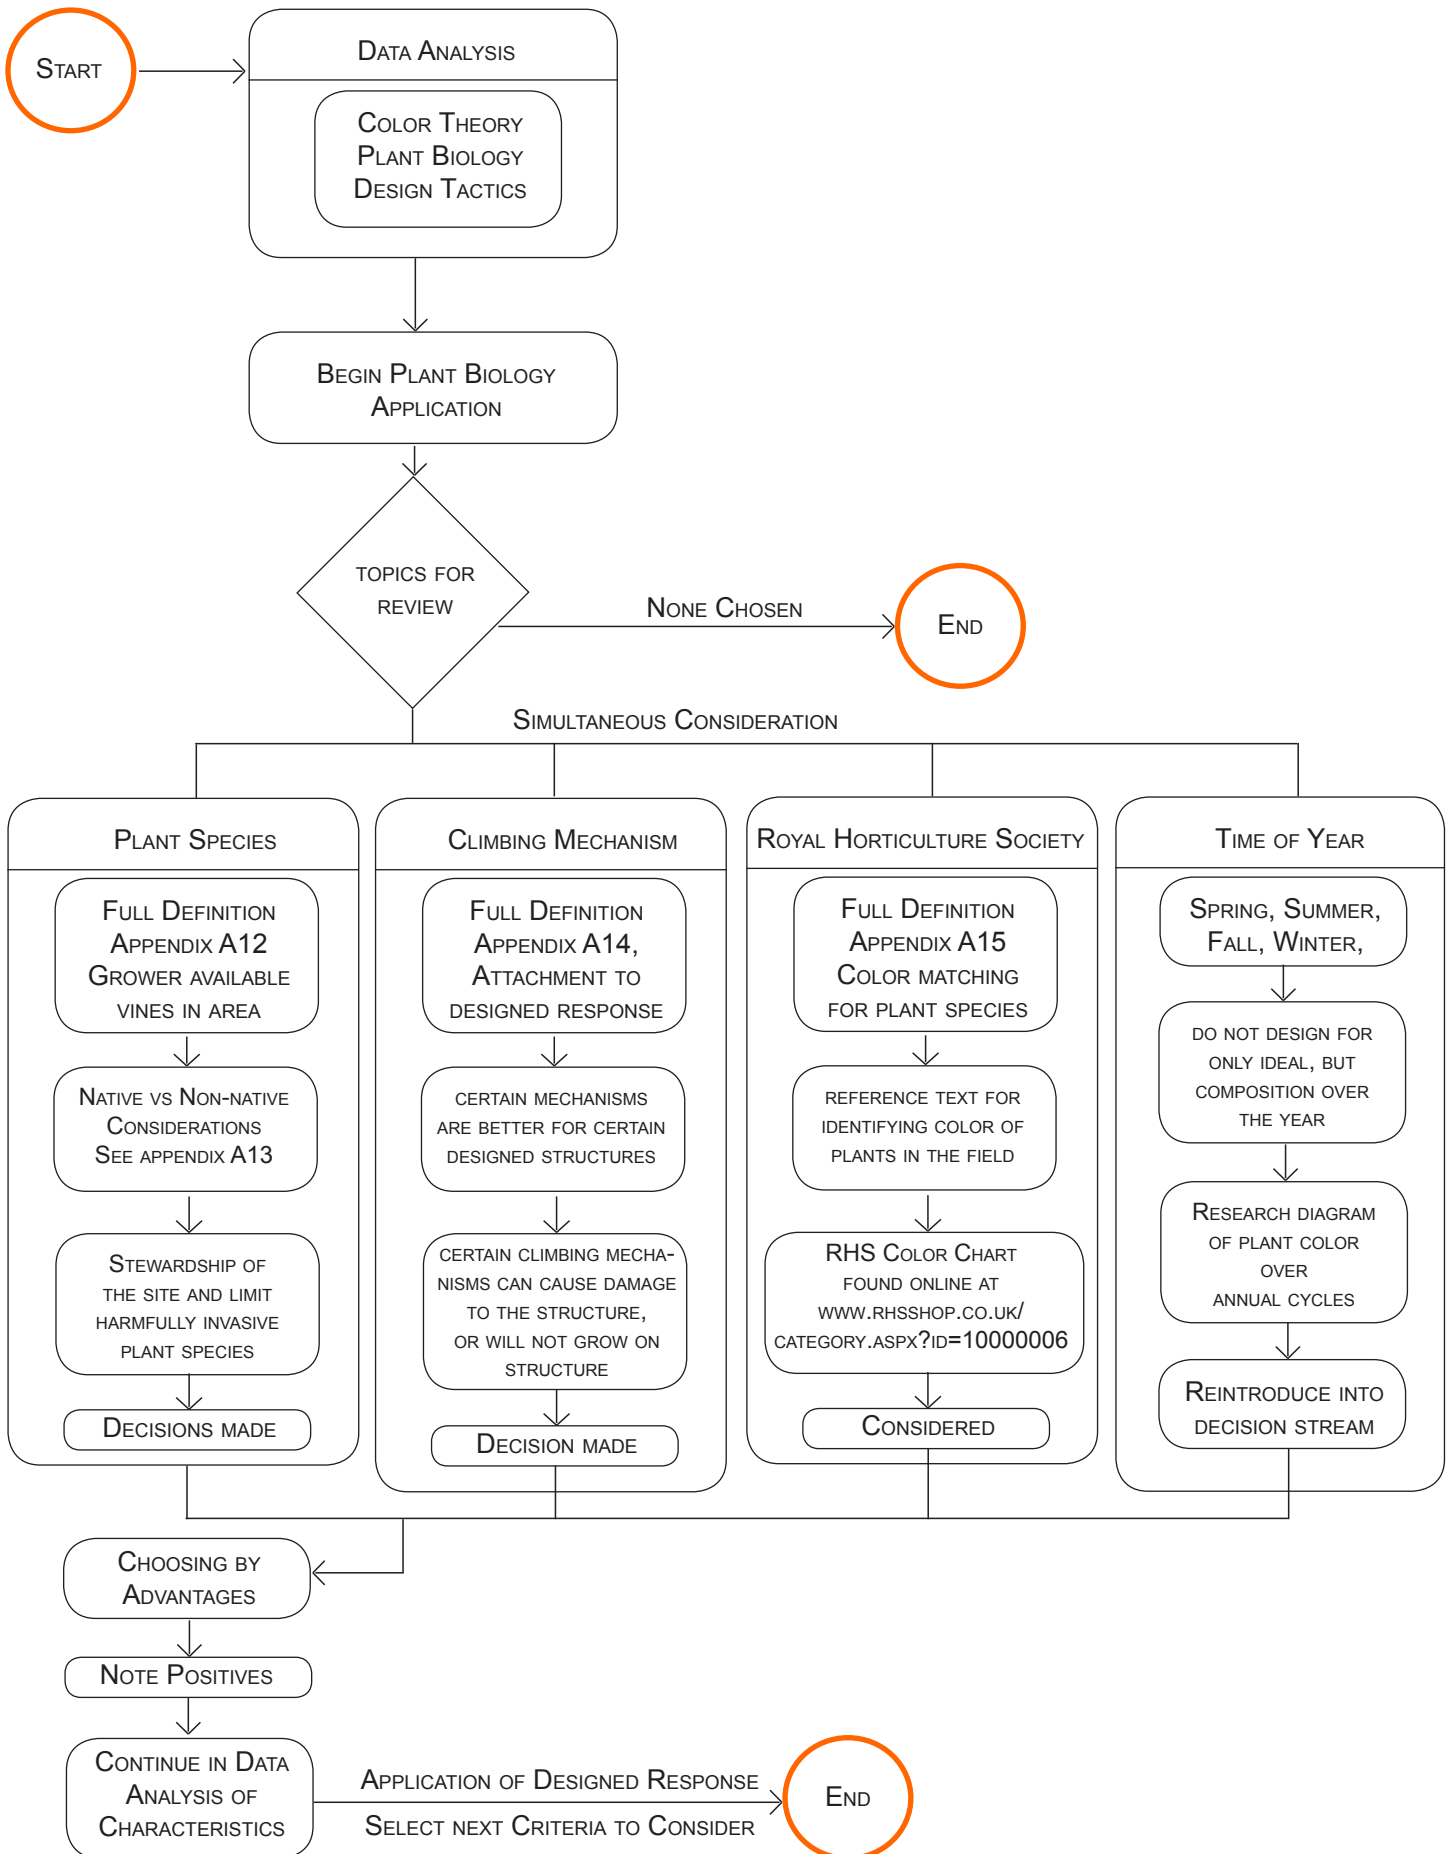 Start
Data Analysis
Color Theory
Plant Biology
Design Tactics
Begin Plant Biology
Application
topics for
review
None Chosen
End
Simultaneous Consideration
Plant Species
Full Definition
Appendix A12
Grower available
vines in area
Native vs Non-native
Considerations
See appendix A13
Stewardship of
the site and limit
harmfully invasive
plant species
Decisions made
Climbing Mechanism
Full Definition
Appendix A14,
Attachment to
designed response
certain mechanisms
are better for certain
designed structures
certain climbing mecha-
nisms can cause damage
to the structure,
or will not grow on
structure
Decision made
Royal Horticulture Society
Full Definition
Appendix A15
Color matching
for plant species
reference text for
identifying color of
plants in the field
RHS Color Chart
found online at
www.rhsshop.co.uk/
category.aspx?id=10000006
Considered
Time of Year
Spring, Summer,
Fall, Winter,
do not design for
only ideal, but
composition over
the year
Research diagram
of plant color
over
annual cycles
Reintroduce into
decision stream
Choosing by
Advantages
Note Positives
Continue in Data
Analysis of
Characteristics
Application of Designed Response
Select next Criteria to Consider
End